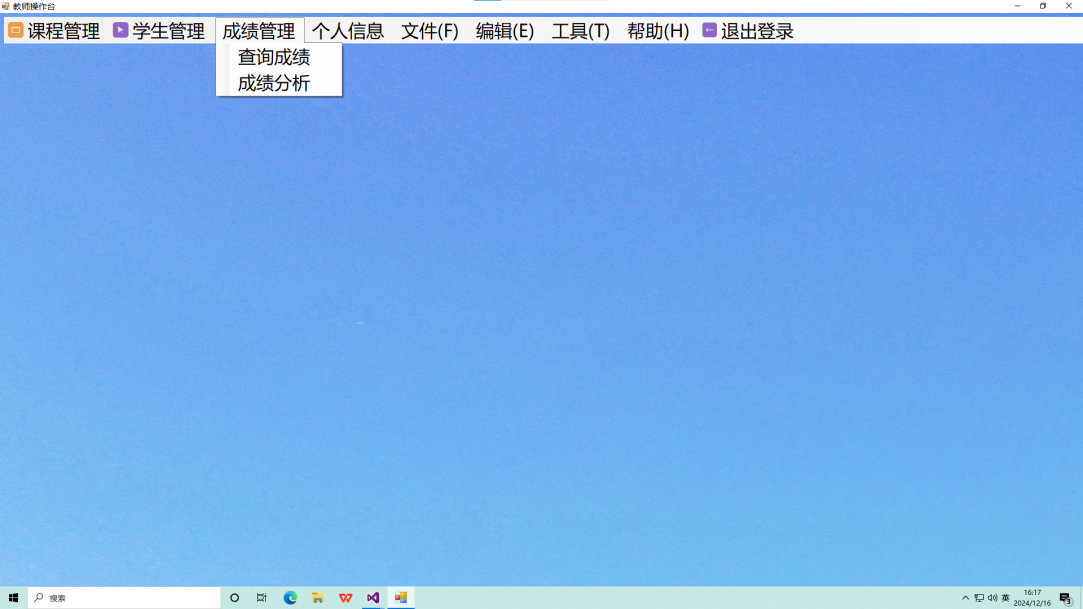 教师操作台
课程管理 学生管理 成绩管理 个人信息 文件(F) 编辑(E) 工具(T) 帮助(H) 退出登录
查询成绩
成绩分析
搜索
英
16:17
2024/12/16
3